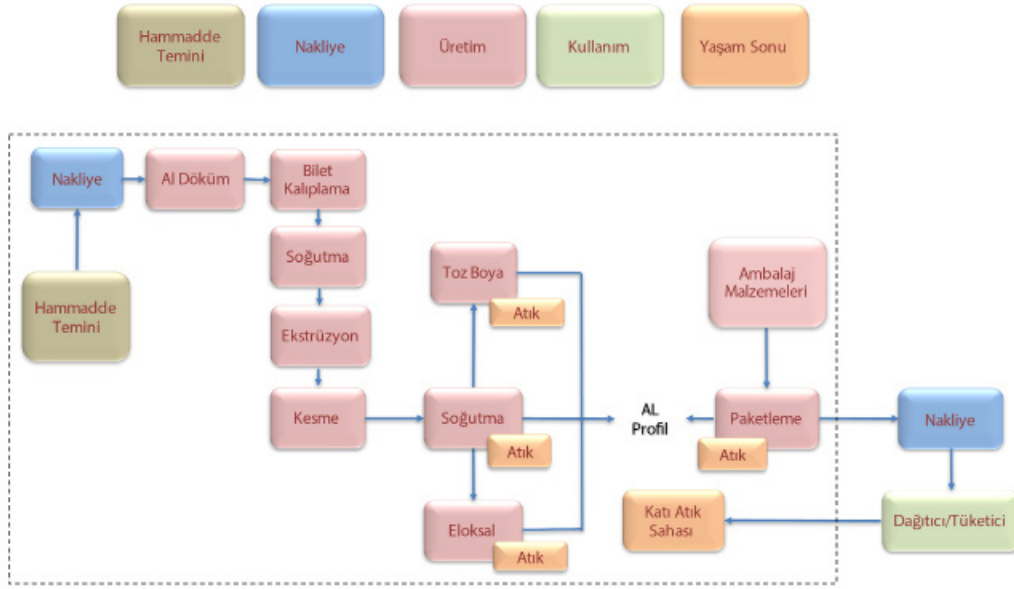 Hammadde
Temini
Nakliye
Üretim
Kullanım
Yaşam Sonu
Nakliye
Al Döküm
Bilet
Kalıplama
Soğutma
Hammadde
Temini
Ekstrüzyon
Kesme
Toz Boya
Atık
Soğutma
Atık
Eloksal
Atık
AL
Profil
Ambalaj
Malzemeleri
Paketleme
Atık
Nakliye
Katı Atık
Sahası
Dağıtıcı/Tüketici